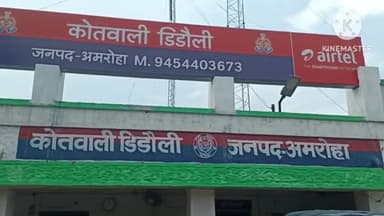 कोतवाली डिडौली
जनपद-अमरोहा M. 9454403673
airtel
KINEMASTER
कोतवाली डिडौली जनपद-अमरोहा